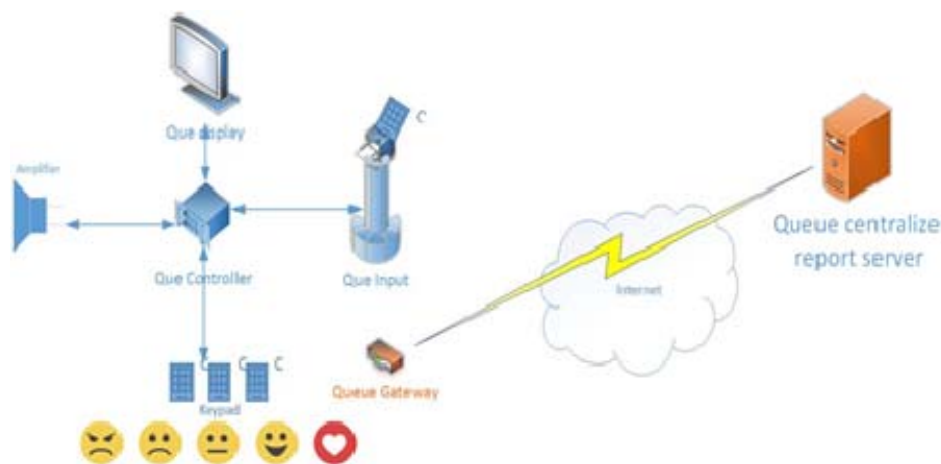 Que display
Amplifier
C
Que Controller
Que Input
C
C
C
Keypad
Queue Gateway
Internet
Queue centralize
report server